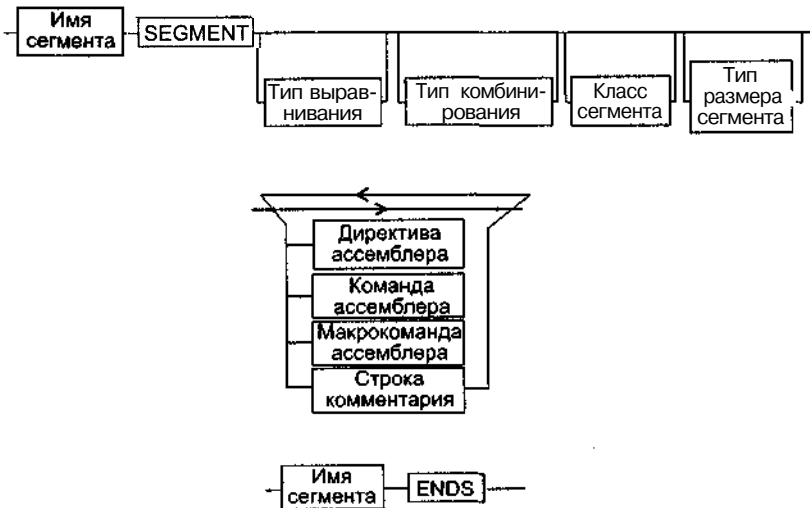 Имя
сегмента
SEGMENT
Тип вырав-
нивания
Тип комбини-
рования
Класс
сегмента
Тип
размера
сегмента
Директива
ассемблера
Команда
ассемблера
Макрокоманда
ассемблера
Строка
комментария
Имя
сегмента
ENDS